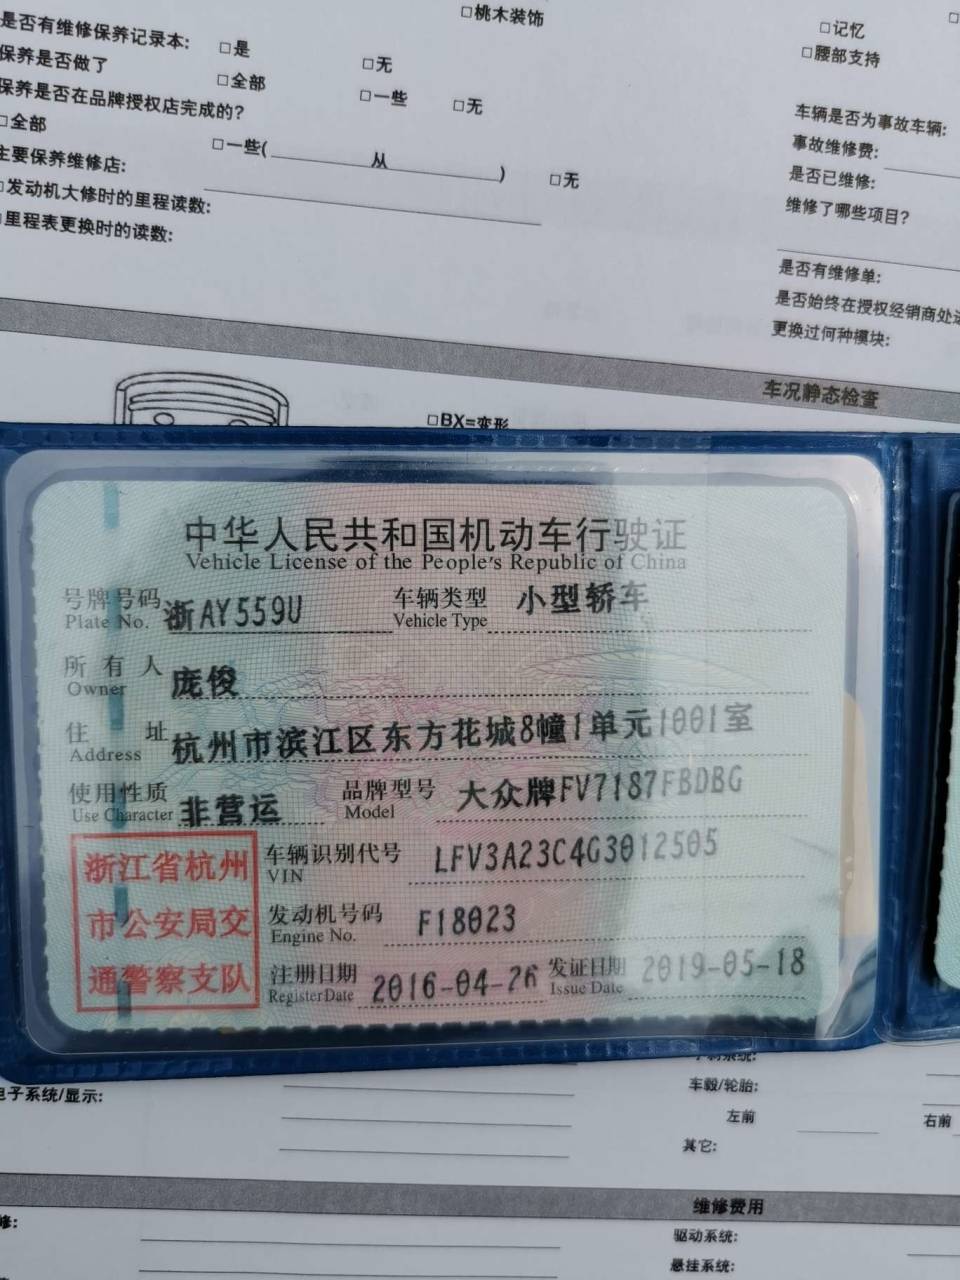 □桃木装饰
□记忆
□腰部支持
是否有维修保养记录本: □是 □无
保养是否做了 □全部 □一些 □无
保养是否在品牌授权店完成的?
□全部 □一些( 从 ) □无
主要保养维修店:
□发动机大修时的里程读数:
里程表更换时的读数:
车辆是否为事故车辆:
事故维修费:
是否已维修:
维修了哪些项目?
是否有维修单:
是否始终在授权经销商处
更换过何种模块:
车况静态检查
□BX=变形
中华人民共和国机动车行驶证
Vehicle License of the People's Republic of China
号牌号码 浙AY559U 车辆类型 小型轿车
Plate No. Vehicle Type
所有人 庞俊
Owner
住址 杭州市滨江区东方花城8幢1单元1001室
Address
使用性质 非营运 品牌型号 大众牌FV7187FBDBG
Use Character Model
浙江省杭州
市公安局交
通警察支队
车辆识别代号 LFV3A23C4G3012505
VIN
发动机号码 F18023
Engine No.
注册日期 2016-04-26 发证日期 2019-05-18
Register Date Issue Date
电子系统/显示:
车毂/轮胎:
左前 右前
其它:
维修费用
修:
驱动系统:
悬挂系统: